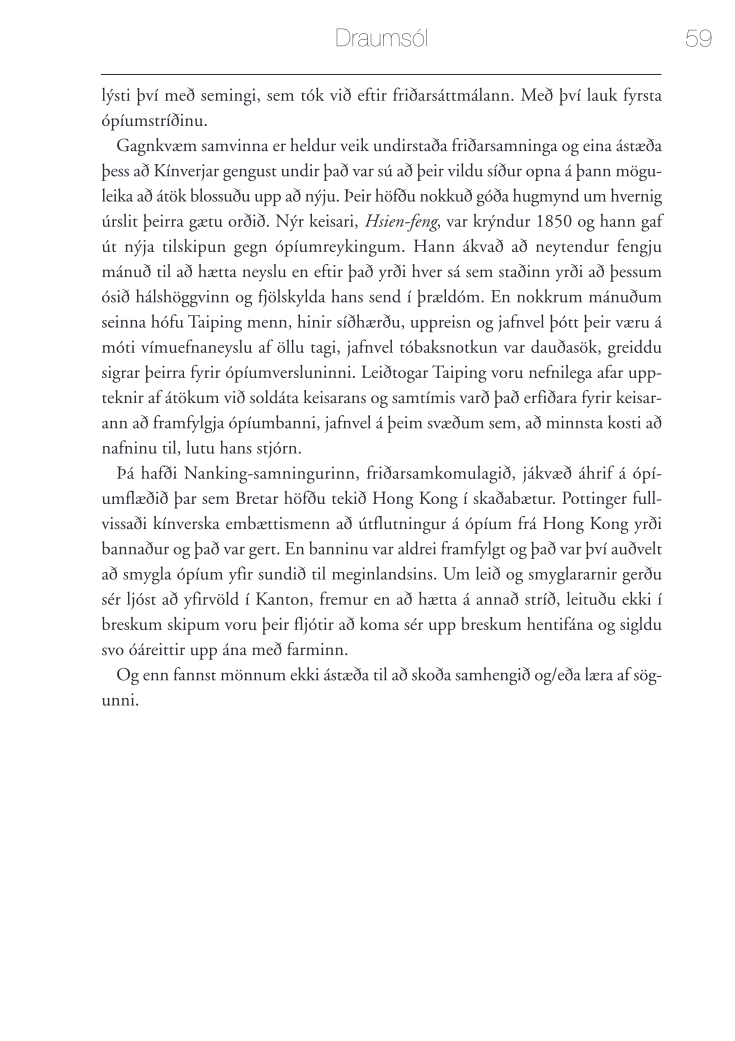 Draumsól 59
lýsti því með semingi, sem tók við eftir friðarsáttmálann. Með því lauk fyrsta
ópíumstríðinu.
Gagnkvæm samvinna er heldur veik undirstaða friðarsamninga og eina ástæða
þess að Kínverjar gengust undir það var sú að þeir vildu síður opna á þann mögu-
leika að átök blossuðu upp að nýju. Þeir höfðu nokkuð góða hugmynd um hvernig
úrslit þeirra gætu orðið. Nýr keisari, Hsien-feng, var krýndur 1850 og hann gaf
út nýja tilskipun gegn ópíumreykingum. Hann ákvað að neytendur fengju
mánuð til að hætta neyslu en eftir það yrði hver sá sem staðinn yrði að þessum
ósið hálshöggvinn og fjölskylda hans send í þrældóm. En nokkrum mánuðum
seinna hófu Taiping menn, hinir síðhærðu, uppreisn og jafnvel þótt þeir væru á
móti vímuefnaneyslu af öllu tagi, jafnvel tóbaksnotkun var dauðasök, greiddu
sigrar þeirra fyrir ópíumversluninni. Leiðtogar Taiping voru nefnilega afar upp-
teknir af átökum við soldáta keisarans og samtímis varð það erfiðara fyrir keisar-
ann að framfylgja ópíumbanni, jafnvel á þeim svæðum sem, að minnsta kosti að
nafninu til, lutu hans stjórn.
Þá hafði Nanking-samningurinn, friðarsamkomulagið, jákvæð áhrif á ópí-
umflæðið þar sem Bretar höfðu tekið Hong Kong í skaðabætur. Pottinger full-
vissaði kínverska embættismenn að útflutningur á ópíum frá Hong Kong yrði
bannaður og það var gert. En banninu var aldrei framfylgt og það var því auðvelt
að smygla ópíum yfir sundið til meginlandsins. Um leið og smyglararnir gerðu
sér ljóst að yfirvöld í Kanton, fremur en að hætta á annað stríð, leituðu ekki í
breskum skipum voru þeir fljótir að koma sér upp breskum hentifána og sigldu
svo óáreittir upp ána með farminn.
Og enn fannst mönnum ekki ástæða til að skoða samhengið og/eða læra af sög-
unni.